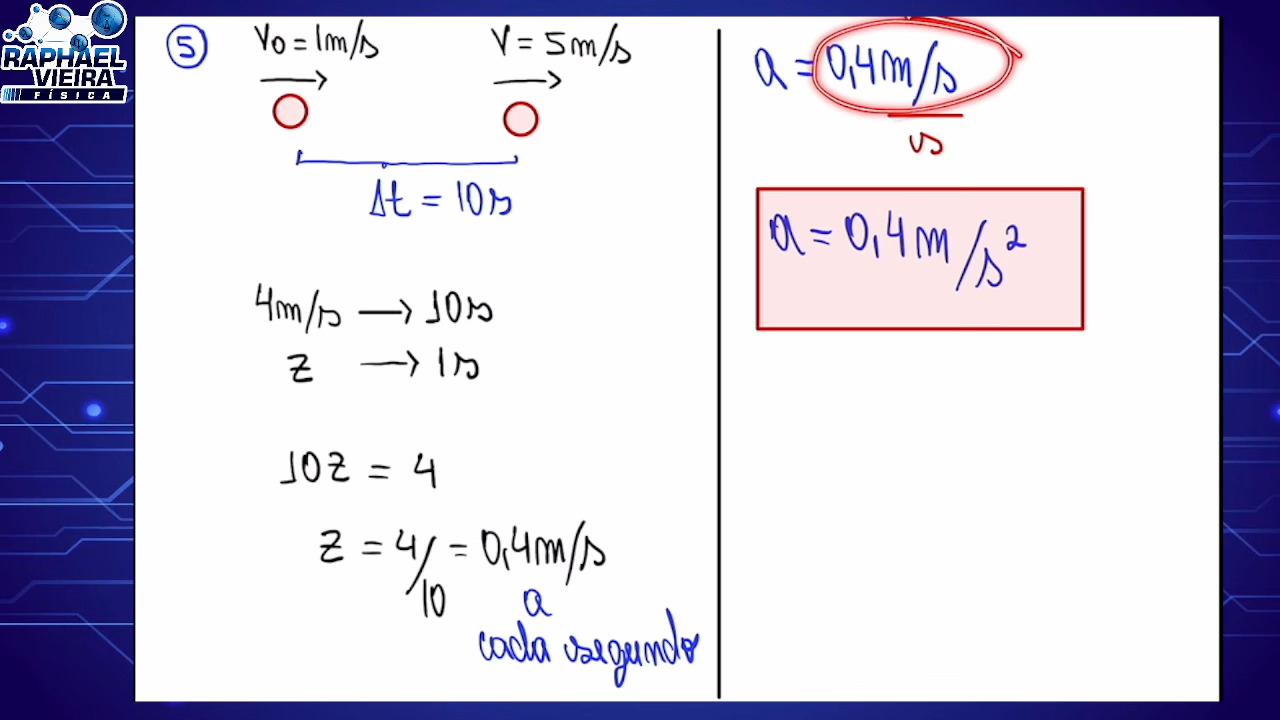 RAPHAEL
VIEIRA
FÍSICA
5
V0 = 1m/s
V = 5m/s
Δt = 10s
4m/s → 10s
z → 1s
10z = 4
z = 4/10 = 0,4m/s
a
cada segundo
a = 0,4m/s
s
a = 0,4m/s²